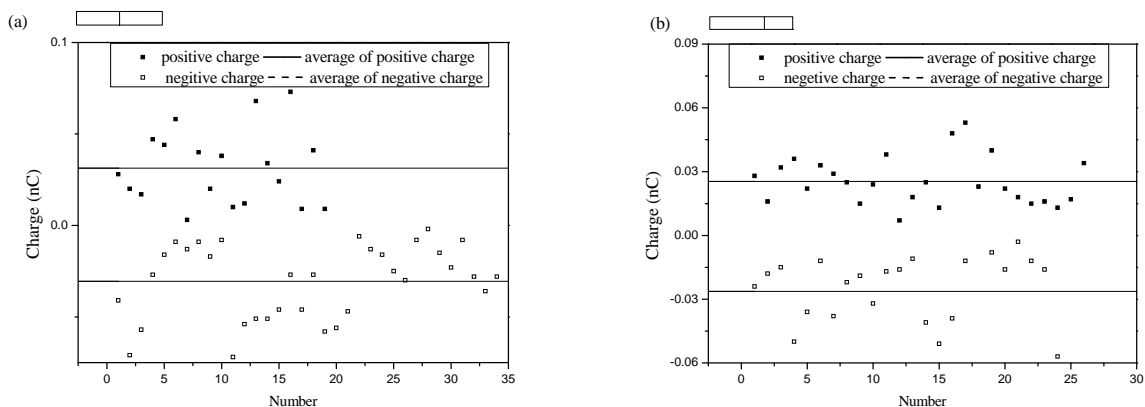 (a)
0.1
positive charge average of positive charge
negitive charge average of negative charge
0.0
Charge (nC)
0 5 10 15 20 25 30 35
Number
(b)
0.09
positive charge average of positive charge
negetive charge average of negative charge
0.06
0.03
0.00
-0.03
-0.06
Charge (nC)
0 5 10 15 20 25 30
Number